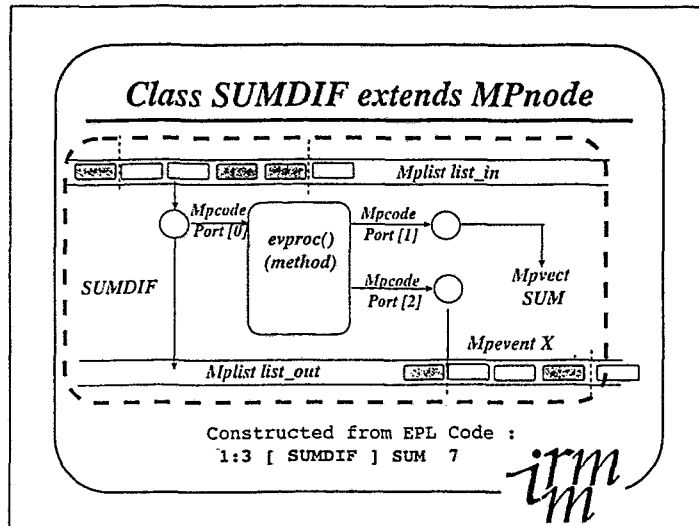 Class SUMDIF extends MPnode
Mplist list_in
Mpcode
Port [0]
evproc()
(method)
Mpcode
Port [1]
Mpcode
Port [2]
Mpvect
SUM
SUMDIF
Mpevent X
Mplist list_out
Constructed from EPL Code :
1:3 [ SUMDIF ] SUM 7
irmm
m